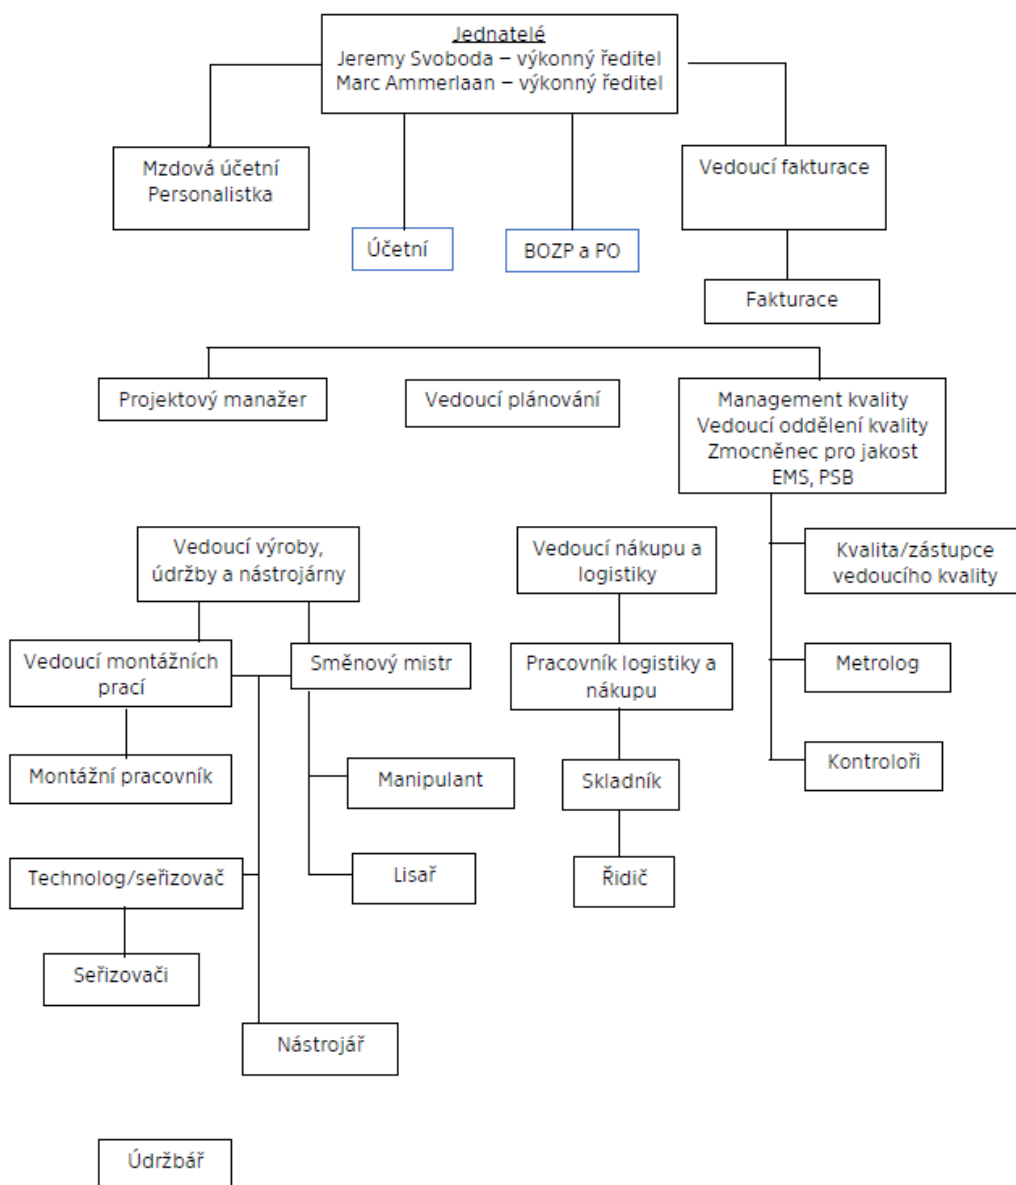 Jednatelé
Jeremy Svoboda – výkonný ředitel
Marc Ammerlaan – výkonný ředitel
Mzdová účetní
Personalistka
Vedoucí fakturace
Účetní
BOZP a PO
Fakturace
Projektový manažer
Vedoucí plánování
Management kvality
Vedoucí oddělení kvality
Zmocněnec pro jakost
EMS, PSB
Vedoucí výroby,
údržby a nástrojárny
Vedoucí nákupu a
logistiky
Kvalita/zástupce
vedoucího kvality
Vedoucí montážních
prací
Směnový mistr
Pracovník logistiky a
nákupu
Metrolog
Montážní pracovník
Manipulant
Skladník
Kontroloři
Technolog/seřizovač
Lisař
Řidič
Seřizovači
Nástrojář
Údržbář